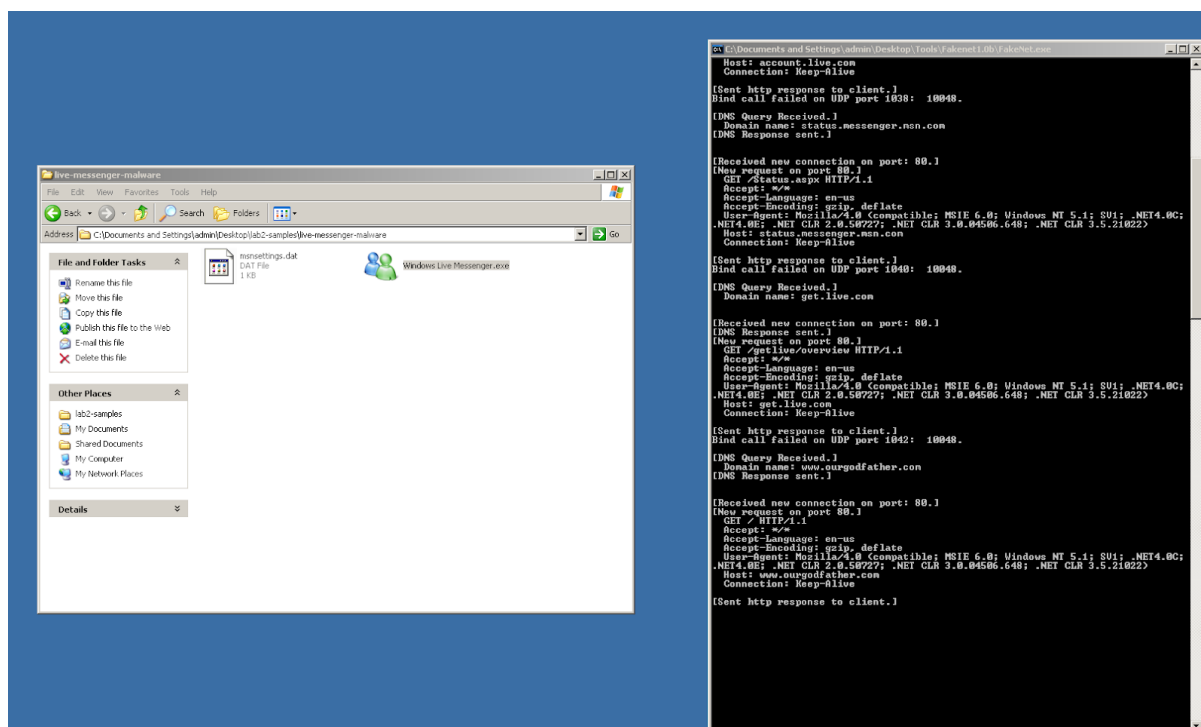 live-messenger-malware
File Edit View Favorites Tools Help
Back Search Folders
Address C:\Documents and Settings\admin\Desktop\lab2-samples\live-messenger-malware Go
File and Folder Tasks
Rename this file
Move this file
Copy this file
Publish this file to the Web
E-mail this file
Delete this file
Other Places
lab2-samples
My Documents
Shared Documents
My Computer
My Network Places
Details
msnsettings.dat
DAT File
1 KB
Windows Live Messenger.exe
C:\Documents and Settings\admin\Desktop\Tools\Fakenet1.0b\FakeNet.exe
Host: account.live.com
Connection: Keep-Alive
[Sent http response to client.]
Bind call failed on UDP port 1038: 10048.
[DNS Query Received.]
Domain name: status.messenger.msn.com
[DNS Response sent.]
[Received new connection on port: 80.]
[New request on port 80.]
GET /Status.aspx HTTP/1.1
Accept: */*
Accept-Language: en-us
Accept-Encoding: gzip, deflate
User-Agent: Mozilla/4.0 (compatible; MSIE 6.0; Windows NT 5.1; SV1; .NET4.0C;
.NET4.0E; .NET CLR 2.0.50727; .NET CLR 3.0.04506.648; .NET CLR 3.5.21022)
Host: status.messenger.msn.com
Connection: Keep-Alive
[Sent http response to client.]
Bind call failed on UDP port 1040: 10048.
[DNS Query Received.]
Domain name: get.live.com
[Received new connection on port: 80.]
[DNS Response sent.]
[New request on port 80.]
GET /getlive/overview HTTP/1.1
Accept: */*
Accept-Language: en-us
Accept-Encoding: gzip, deflate
User-Agent: Mozilla/4.0 (compatible; MSIE 6.0; Windows NT 5.1; SV1; .NET4.0C;
.NET4.0E; .NET CLR 2.0.50727; .NET CLR 3.0.04506.648; .NET CLR 3.5.21022)
Host: get.live.com
Connection: Keep-Alive
[Sent http response to client.]
Bind call failed on UDP port 1042: 10048.
[DNS Query Received.]
Domain name: www.ourgodfather.com
[DNS Response sent.]
[Received new connection on port: 80.]
[New request on port 80.]
GET / HTTP/1.1
Accept: */*
Accept-Language: en-us
Accept-Encoding: gzip, deflate
User-Agent: Mozilla/4.0 (compatible; MSIE 6.0; Windows NT 5.1; SV1; .NET4.0C;
.NET4.0E; .NET CLR 2.0.50727; .NET CLR 3.0.04506.648; .NET CLR 3.5.21022)
Host: www.ourgodfather.com
Connection: Keep-Alive
[Sent http response to client.]